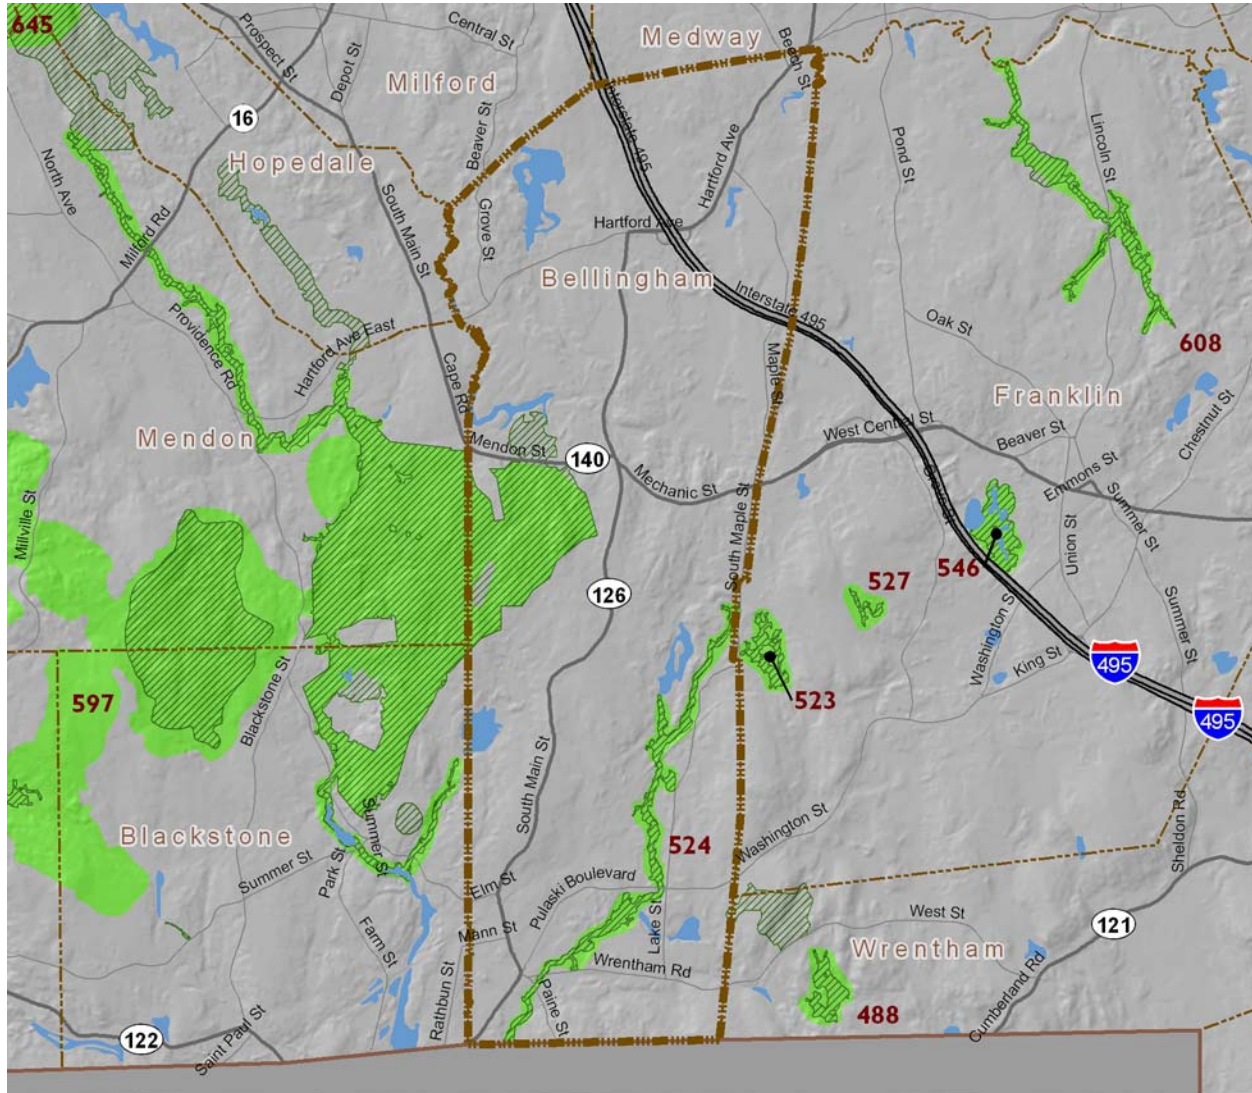 645
Central St
Medway
Prospect St
Depot St
Beech St
Milford
Interstate 495
16
Beaver St
Lincoln St
Pond St
Hartford Ave
Hopedale
North Ave
South Main St
Grove St
Milford Rd
Hartford Ave
Bellingham
Interstate 495
Providence Rd
Hartford Ave East
Oak St
608
Cape Rd
Maple St
Franklin
Chestnut St
West Central St
Beaver St
Mendon
Mendon St
140
Mechanic St
Emmons St
Grove St
Summer St
Millville St
South Maple St
Union St
546
527
126
Washington St
Summer St
King St
495
597
Blackstone St
523
495
South Main St
Blackstone
Summer St
Washington St
Sheldon Rd
524
Summer St
Park St
Elm St
Pulaski Boulevard
Farm St
Mann St
Lake St
West St
121
Wrentham
Wrentham Rd
Rathbun St
Paine St
Cumberland Rd
488
122
Saint Paul St